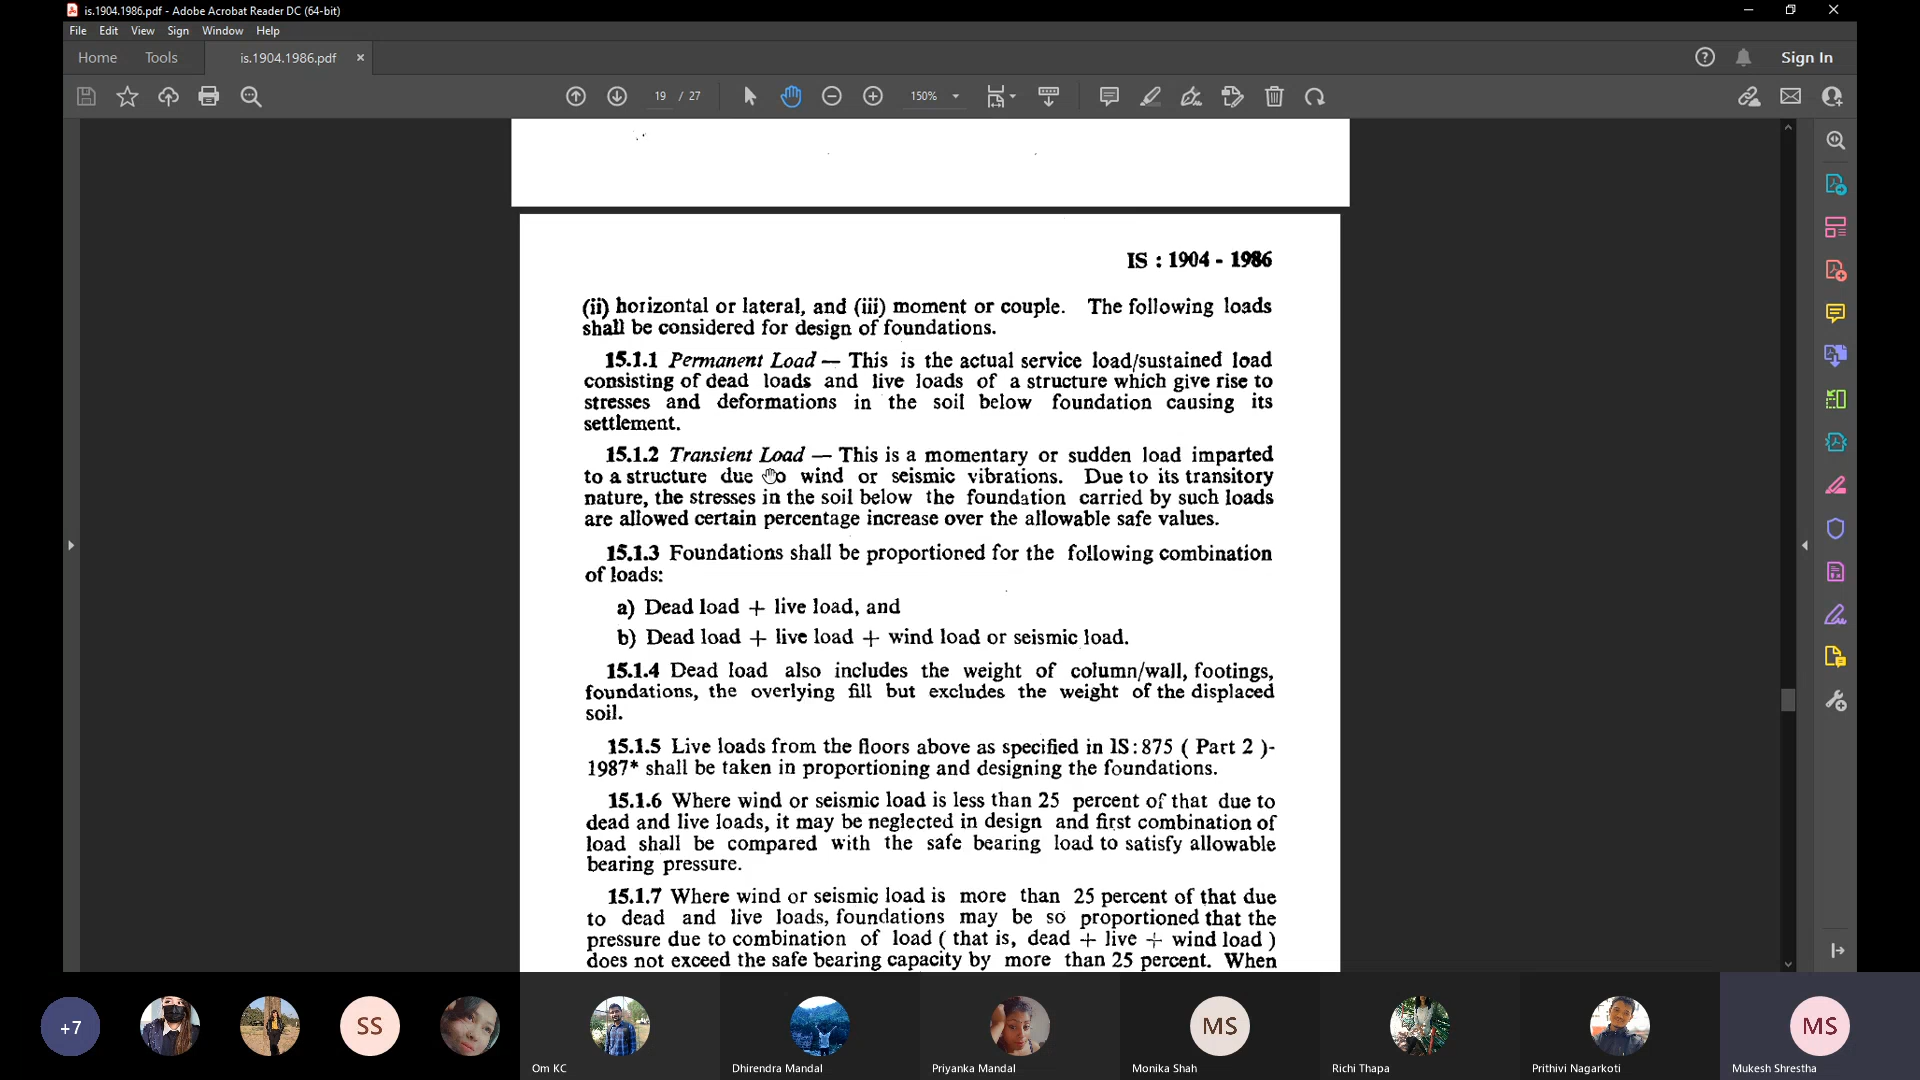 is.1904.1986.pdf - Adobe Acrobat Reader DC (64-bit)
File Edit View Sign Window Help
Home Tools is.1904.1986.pdf × Sign In
19 / 27 150%
IS : 1904 - 1986
(ii) horizontal or lateral, and (iii) moment or couple. The following loads
shall be considered for design of foundations.
15.1.1 Permanent Load — This is the actual service load/sustained load
consisting of dead loads and live loads of a structure which give rise to
stresses and deformations in the soil below foundation causing its
settlement.
15.1.2 Transient Load — This is a momentary or sudden load imparted
to a structure due to wind or seismic vibrations. Due to its transitory
nature, the stresses in the soil below the foundation carried by such loads
are allowed certain percentage increase over the allowable safe values.
15.1.3 Foundations shall be proportioned for the following combination
of loads:
a) Dead load + live load, and
b) Dead load + live load + wind load or seismic load.
15.1.4 Dead load also includes the weight of column/wall, footings,
foundations, the overlying fill but excludes the weight of the displaced
soil.
15.1.5 Live loads from the floors above as specified in IS:875 ( Part 2 )-
1987* shall be taken in proportioning and designing the foundations.
15.1.6 Where wind or seismic load is less than 25 percent of that due to
dead and live loads, it may be neglected in design and first combination of
load shall be compared with the safe bearing load to satisfy allowable
bearing pressure.
15.1.7 Where wind or seismic load is more than 25 percent of that due
to dead and live loads, foundations may be so proportioned that the
pressure due to combination of load ( that is, dead + live + wind load )
does not exceed the safe bearing capacity by more than 25 percent. When
+7 SS MS MS
Om KC Dhirendra Mandal Priyanka Mandal Monika Shah Richi Thapa Prithivi Nagarkoti Mukesh Shrestha